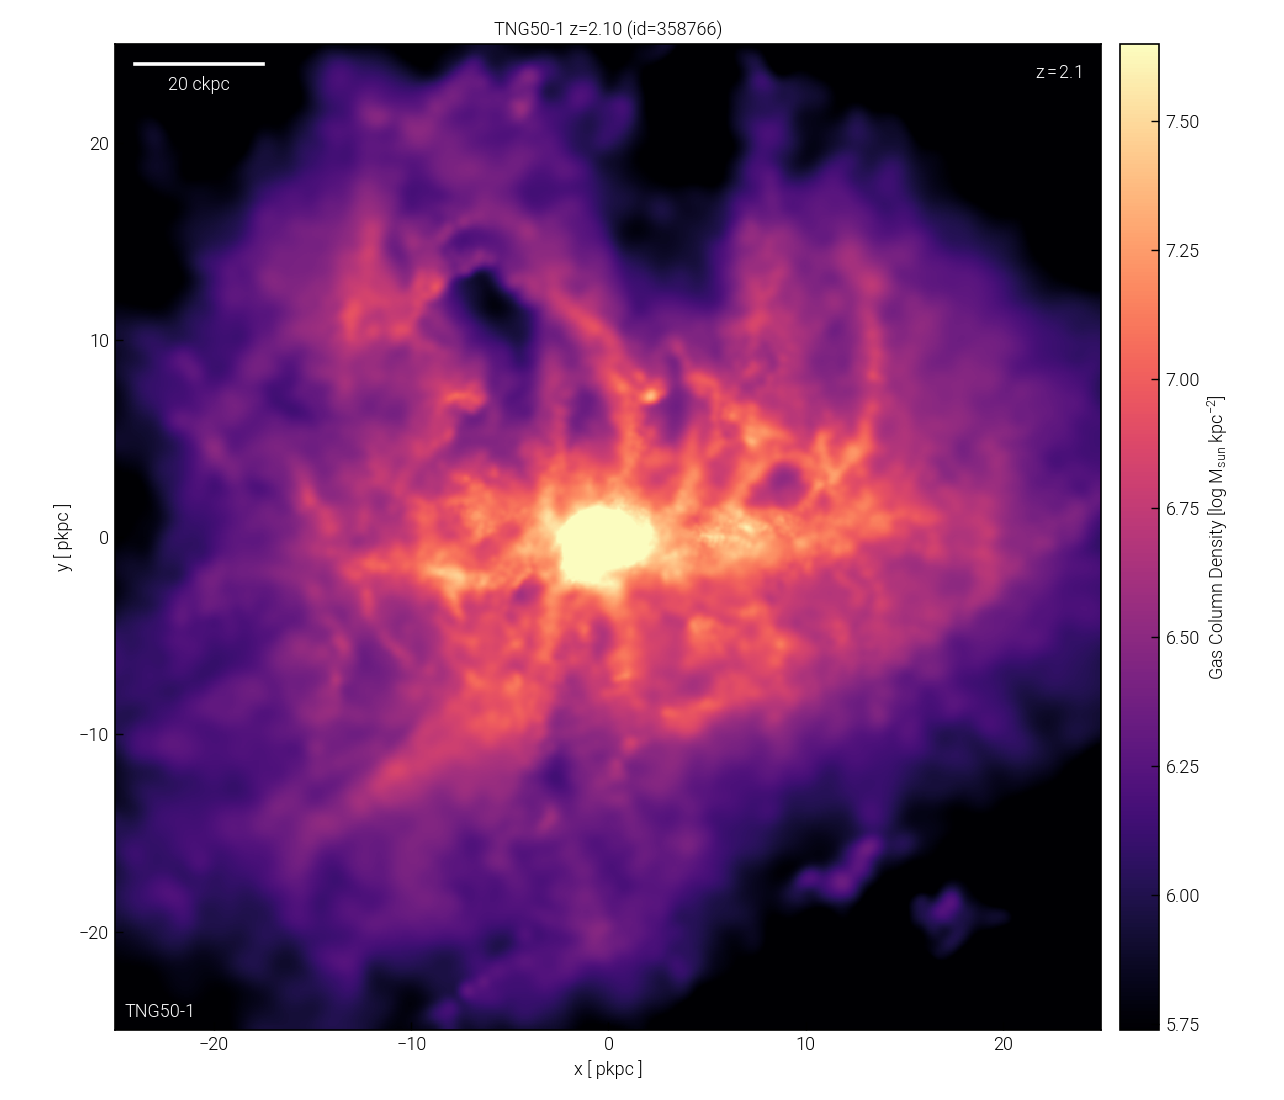 TNG50-1 z=2.10 (id=358766)
20 ckpc
z=2.1
TNG50-1
20
10
0
−10
−20
y [ pkpc ]
−20
−10
0
10
20
x [ pkpc ]
7.50
7.25
7.00
6.75
6.50
6.25
6.00
5.75
Gas Column Density [log M_sun kpc⁻²]